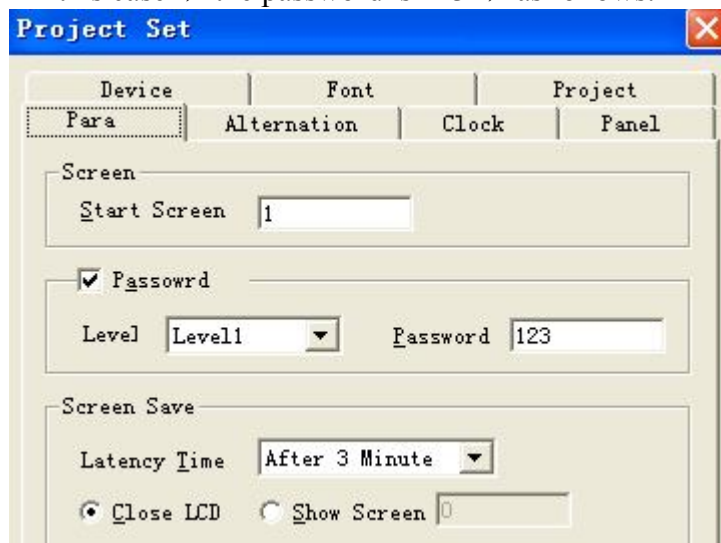 Project Set
Device Font Project
Para Alternation Clock Panel
Screen
Start Screen 1
Passowrd
Level Level1 Password 123
Screen Save
Latency Time After 3 Minute
Close LCD Show Screen 0